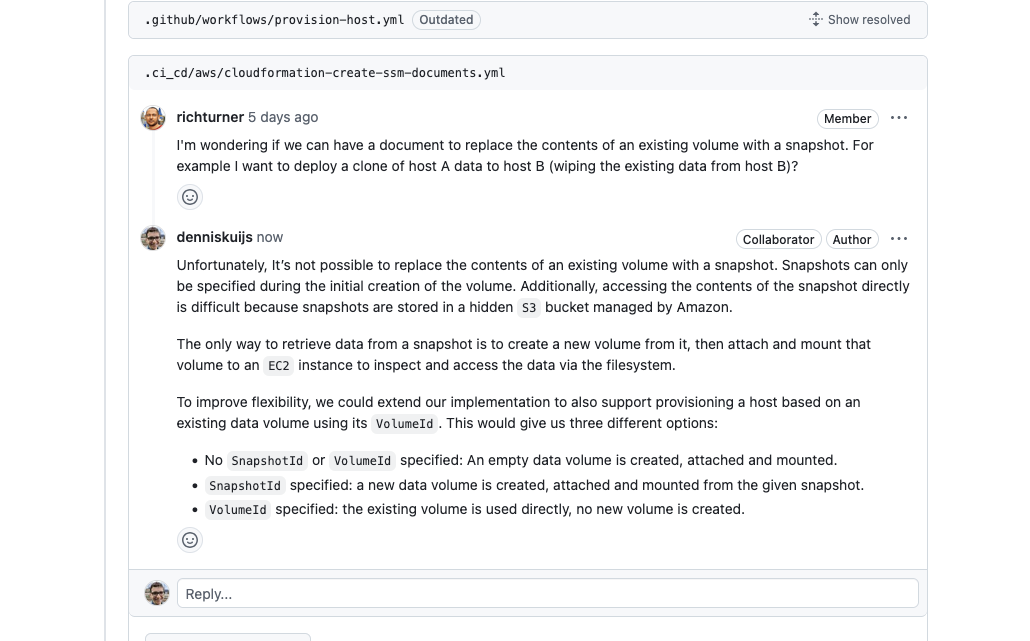 .github/workflows/provision-host.yml Outdated Show resolved
.ci_cd/aws/cloudformation-create-ssm-documents.yml
richturner 5 days ago Member
I'm wondering if we can have a document to replace the contents of an existing volume with a snapshot. For
example I want to deploy a clone of host A data to host B (wiping the existing data from host B)?
denniskuijs now Collaborator Author
Unfortunately, It’s not possible to replace the contents of an existing volume with a snapshot. Snapshots can only
be specified during the initial creation of the volume. Additionally, accessing the contents of the snapshot directly
is difficult because snapshots are stored in a hidden S3 bucket managed by Amazon.
The only way to retrieve data from a snapshot is to create a new volume from it, then attach and mount that
volume to an EC2 instance to inspect and access the data via the filesystem.
To improve flexibility, we could extend our implementation to also support provisioning a host based on an
existing data volume using its VolumeId. This would give us three different options:
• No SnapshotId or VolumeId specified: An empty data volume is created, attached and mounted.
• SnapshotId specified: a new data volume is created, attached and mounted from the given snapshot.
• VolumeId specified: the existing volume is used directly, no new volume is created.
Reply...